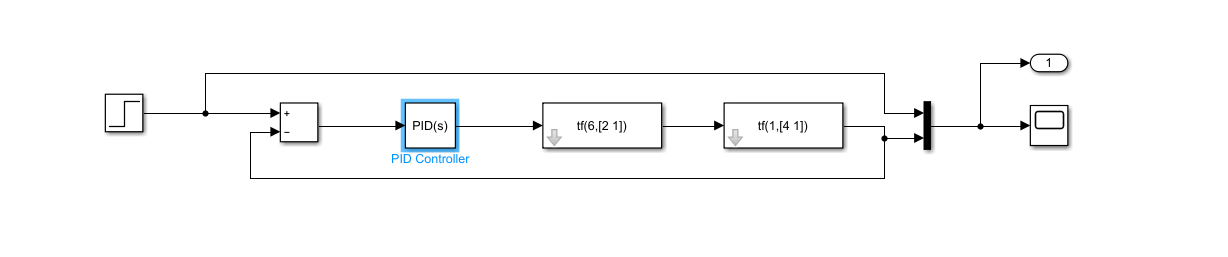 1
+
−
PID(s)
tf(6,[2 1])
tf(1,[4 1])
PID Controller